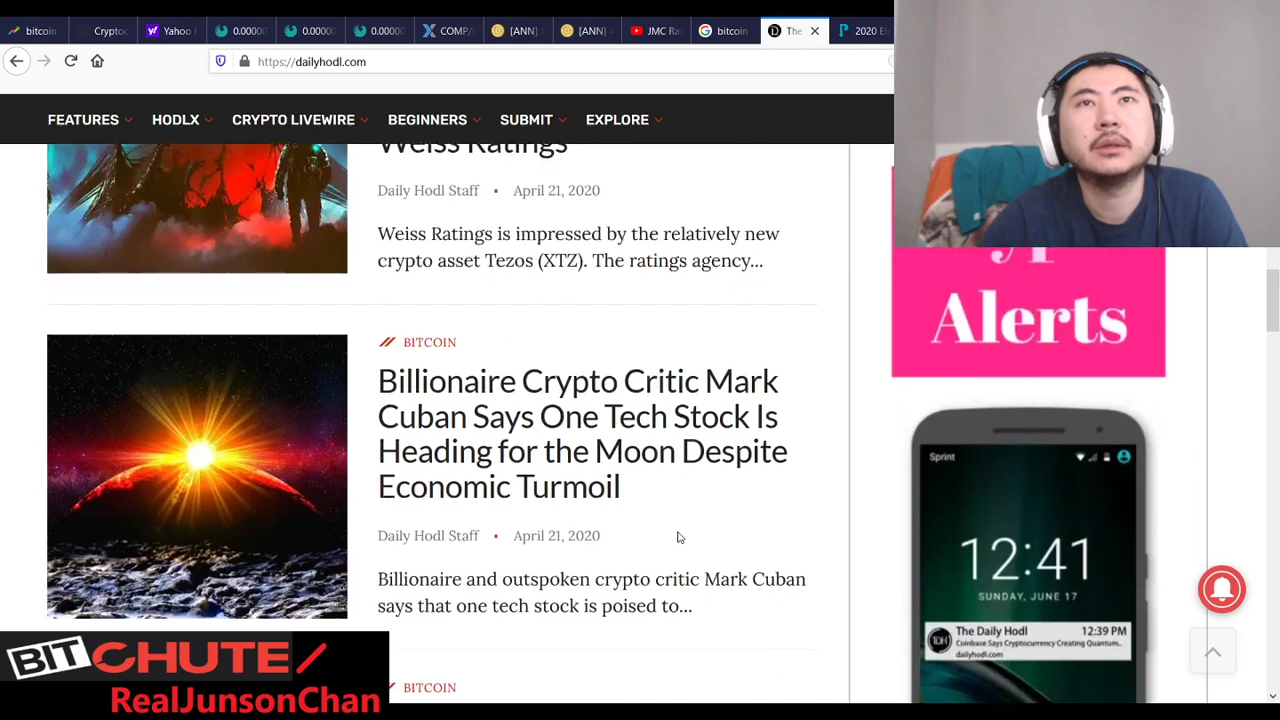 bitcoin
Cryptoc
Yahoo
0.00000
0.00000
0.00000
COMP/
[ANN]
[ANN]
JMC Ra
bitcoin
The
2020 El
https://dailyhodl.com
FEATURES
HODLX
CRYPTO LIVEWIRE
BEGINNERS
SUBMIT
EXPLORE
Weiss Ratings
Daily Hodl Staff • April 21, 2020
Weiss Ratings is impressed by the relatively new
crypto asset Tezos (XTZ). The ratings agency...
BITCOIN
Billionaire Crypto Critic Mark
Cuban Says One Tech Stock Is
Heading for the Moon Despite
Economic Turmoil
Daily Hodl Staff • April 21, 2020
Billionaire and outspoken crypto critic Mark Cuban
says that one tech stock is poised to...
BITCOIN
Alerts
Sprint
12:41
SUNDAY, JUNE 17
The Daily Hodl 12:39 PM
Coinbase Says Cryptocurrency Creating Quantum..
dailyhodl.com
BITCHUTE
RealJunsonChan